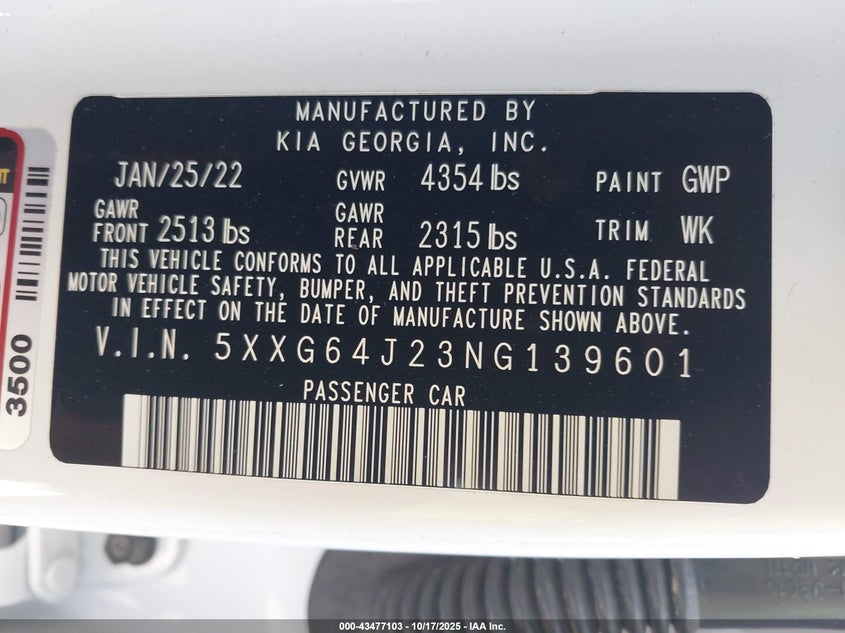 MANUFACTURED BY
KIA GEORGIA, INC.
JAN/25/22 GVWR 4354 lbs PAINT GWP
GAWR FRONT 2513 lbs GAWR REAR 2315 lbs TRIM WK
THIS VEHICLE CONFORMS TO ALL APPLICABLE U.S.A. FEDERAL
MOTOR VEHICLE SAFETY, BUMPER, AND THEFT PREVENTION STANDARDS
IN EFFECT ON THE DATE OF MANUFACTURE SHOWN ABOVE.
V.I.N. 5XXG64J23NG139601
PASSENGER CAR
3500
000-43477103 - 10/17/2025 - IAA Inc.